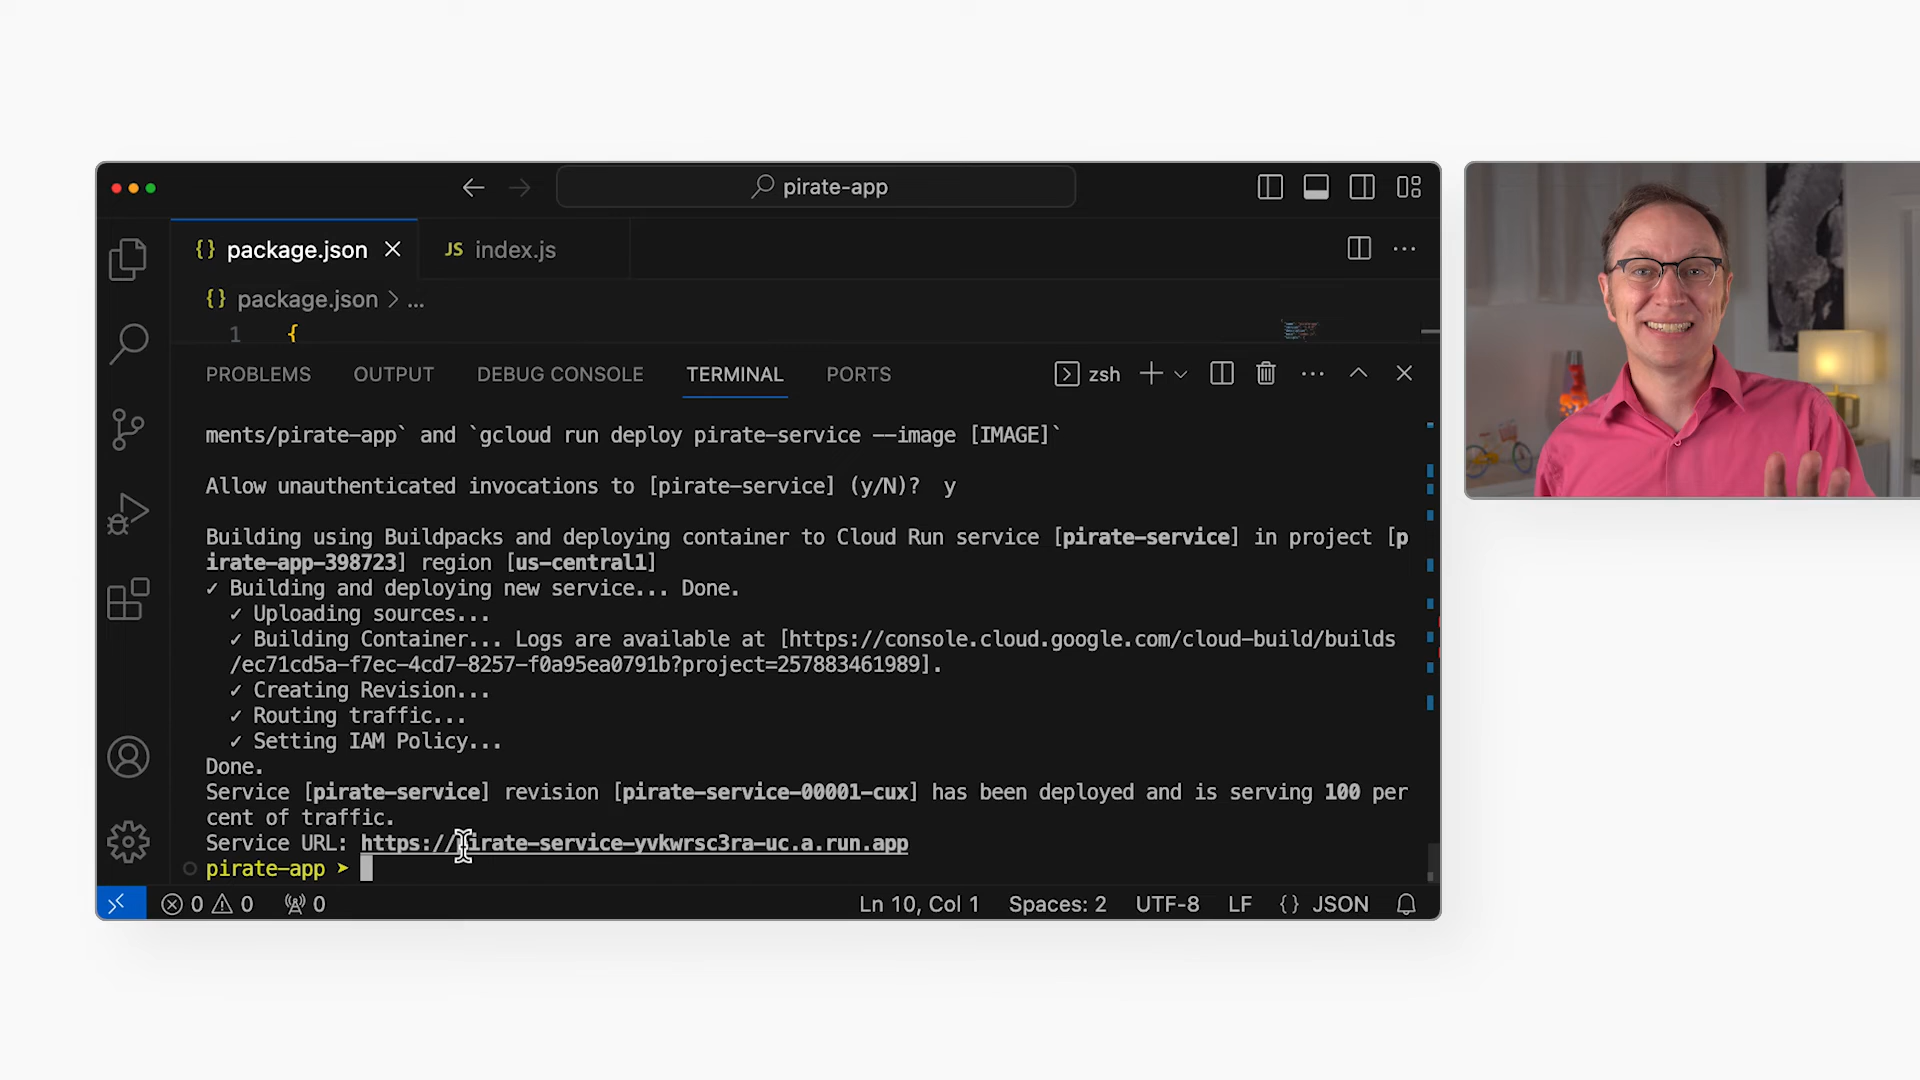 pirate-app
{} package.json
JS index.js
{} package.json > ...
1 {
PROBLEMS OUTPUT DEBUG CONSOLE TERMINAL PORTS zsh
ments/pirate-app` and `gcloud run deploy pirate-service --image [IMAGE]`
Allow unauthenticated invocations to [pirate-service] (y/N)? y
Building using Buildpacks and deploying container to Cloud Run service [pirate-service] in project [p
irate-app-398723] region [us-central1]
✓ Building and deploying new service... Done.
✓ Uploading sources...
✓ Building Container... Logs are available at [https://console.cloud.google.com/cloud-build/builds
/ec71cd5a-f7ec-4cd7-8257-f0a95ea0791b?project=257883461989].
✓ Creating Revision...
✓ Routing traffic...
✓ Setting IAM Policy...
Done.
Service [pirate-service] revision [pirate-service-00001-cux] has been deployed and is serving 100 per
cent of traffic.
Service URL: https://pirate-service-yvkwrsc3ra-uc.a.run.app
pirate-app ➤
0 0 0 Ln 10, Col 1 Spaces: 2 UTF-8 LF {} JSON